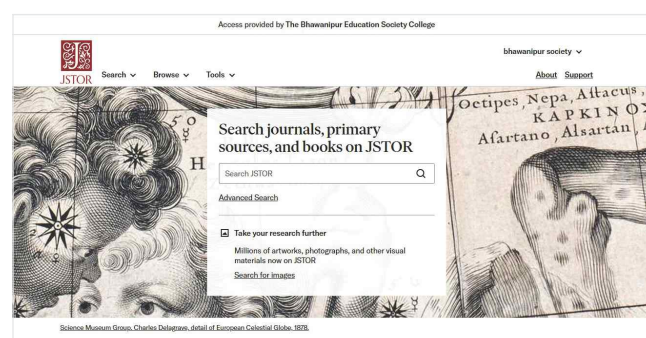 Access provided by The Bhawanipur Education Society College
bhawanipur society
JSTOR
Search
Browse
Tools
About
Support
Octipes, Nepa, Attacus,
KAPKINO
Afartano, Alsartan,
50
H
Search journals, primary
sources, and books on JSTOR
Search JSTOR
Advanced Search
Take your research further
Millions of artworks, photographs, and other visual
materials now on JSTOR
Search for images
Science Museum Group. Charles Delagrave, detail of European Celestial Globe, 1878.